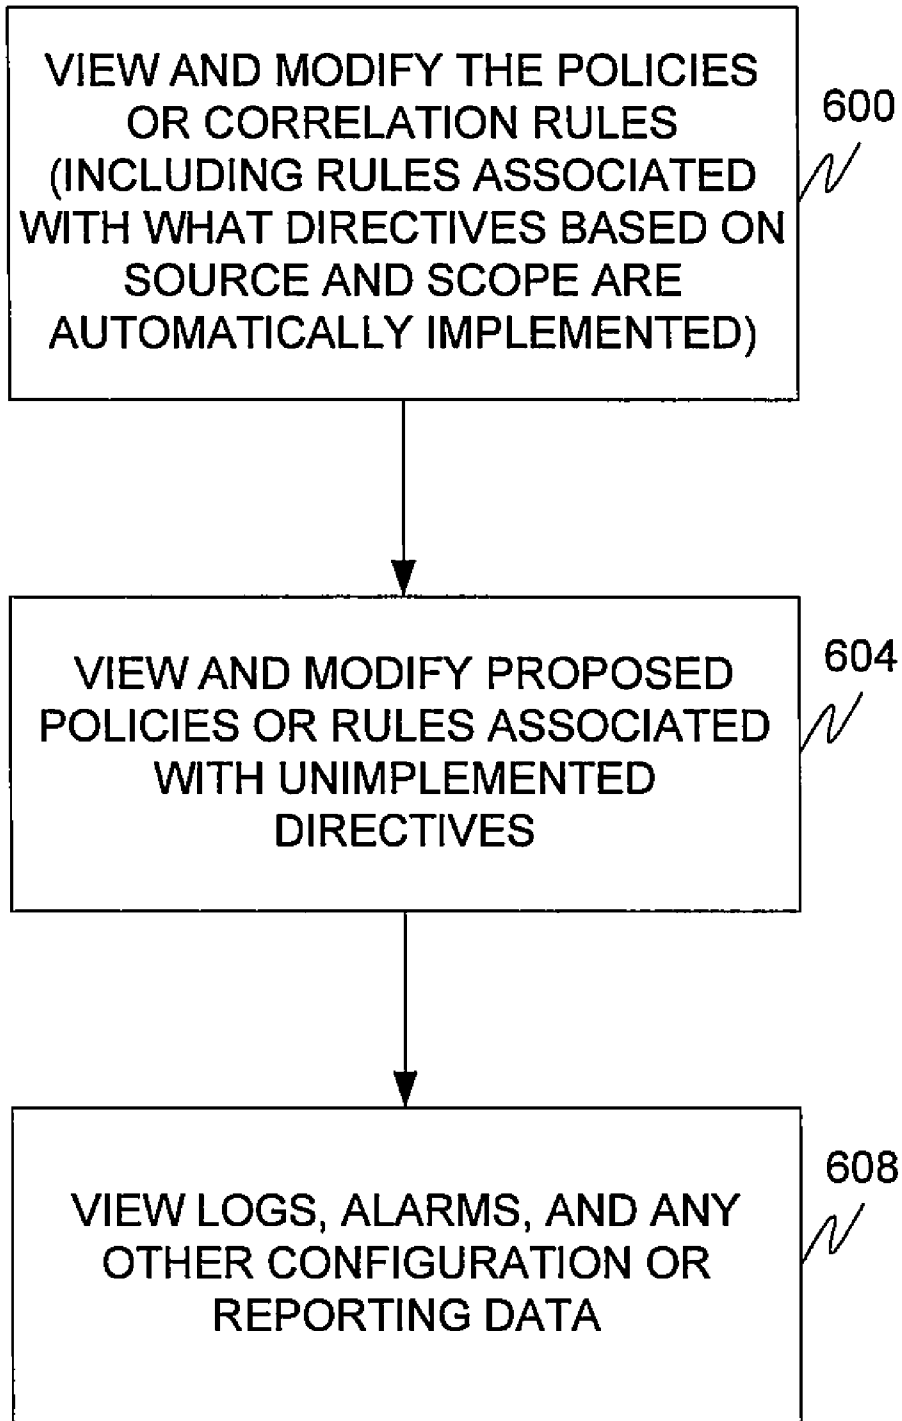 VIEW AND MODIFY THE POLICIES
OR CORRELATION RULES
(INCLUDING RULES ASSOCIATED
WITH WHAT DIRECTIVES BASED ON
SOURCE AND SCOPE ARE
AUTOMATICALLY IMPLEMENTED)
600
VIEW AND MODIFY PROPOSED
POLICIES OR RULES ASSOCIATED
WITH UNIMPLEMENTED
DIRECTIVES
604
VIEW LOGS, ALARMS, AND ANY
OTHER CONFIGURATION OR
REPORTING DATA
608